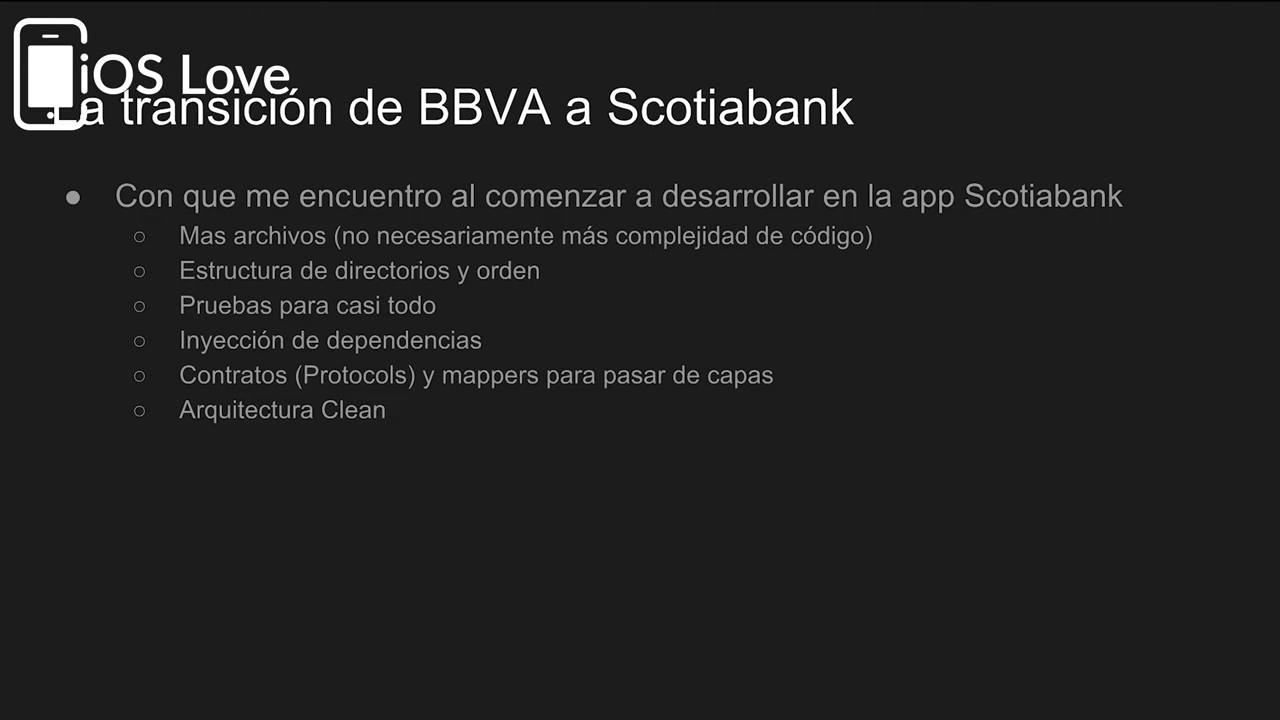 iOS Love
La transición de BBVA a Scotiabank
● Con que me encuentro al comenzar a desarrollar en la app Scotiabank
○ Mas archivos (no necesariamente más complejidad de código)
○ Estructura de directorios y orden
○ Pruebas para casi todo
○ Inyección de dependencias
○ Contratos (Protocols) y mappers para pasar de capas
○ Arquitectura Clean